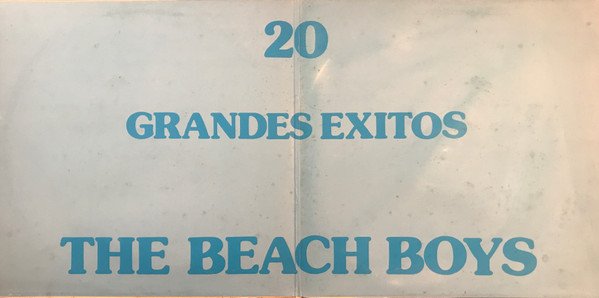 20
GRANDES EXITOS
THE BEACH BOYS